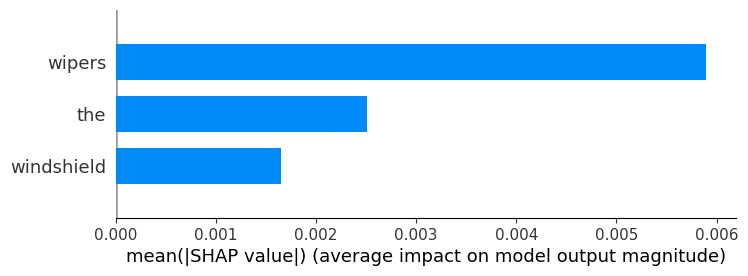 wipers
the
windshield
0.000 0.001 0.002 0.003 0.004 0.005 0.006
mean(|SHAP value|) (average impact on model output magnitude)